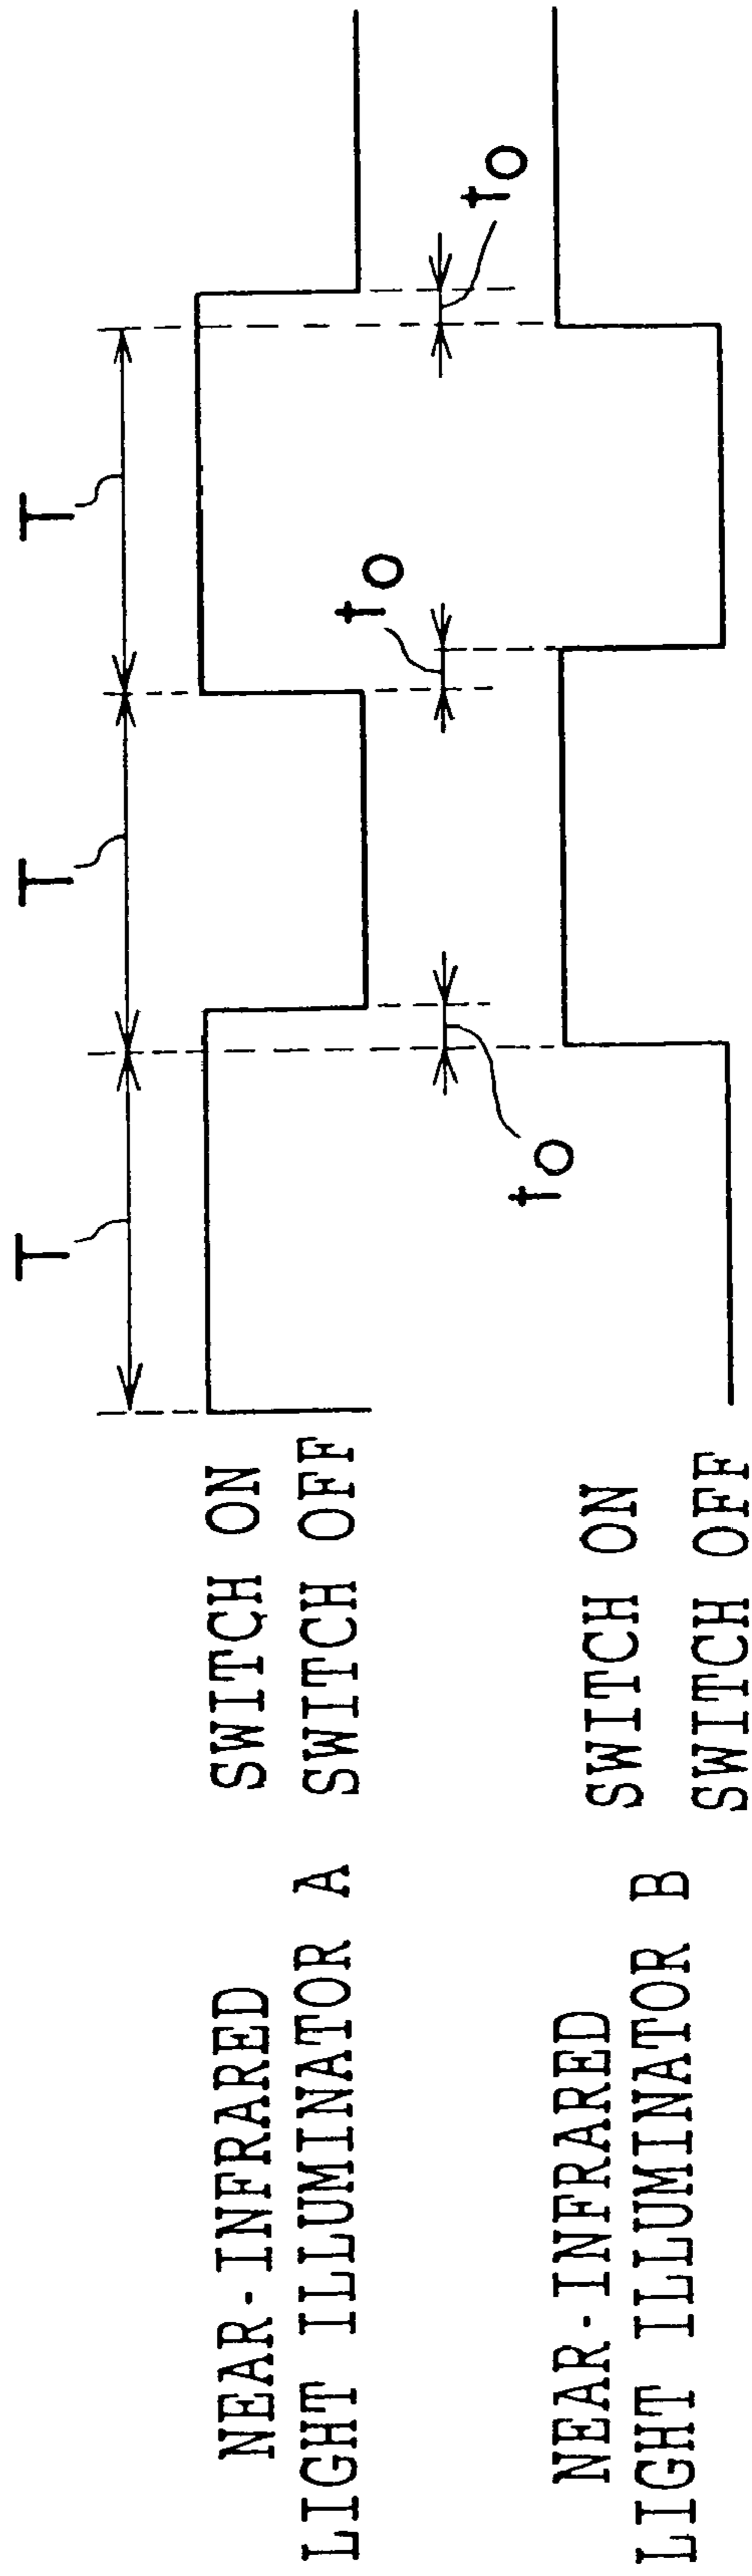 T
T
T
NEAR-INFRARED
LIGHT ILLUMINATOR A
SWITCH ON
SWITCH OFF
to
to
to
NEAR-INFRARED
LIGHT ILLUMINATOR B
SWITCH ON
SWITCH OFF